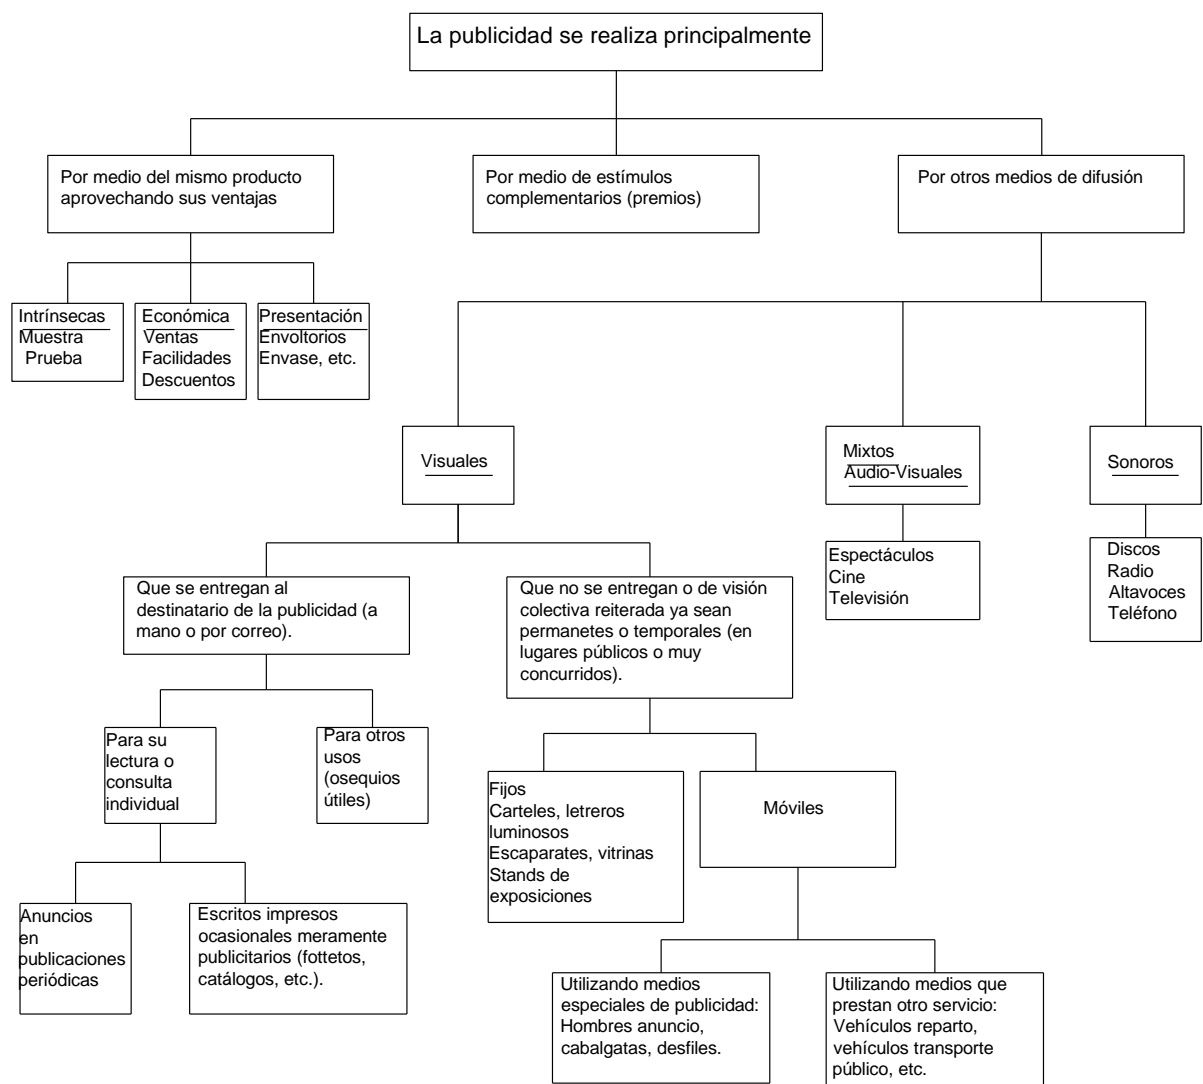 La publicidad se realiza principalmente
Por medio del mismo producto
aprovechando sus ventajas
Por medio de estímulos
complementarios (premios)
Por otros medios de difusión
Intrínsecas
Muestra
Prueba
Económica
Ventas
Facilidades
Descuentos
Presentación
Envoltorios
Envase, etc.
Visuales
Mixtos
Audio-Visuales
Sonoros
Espectáculos
Cine
Televisión
Discos
Radio
Altavoces
Teléfono
Que se entregan al
destinatario de la publicidad (a
mano o por correo).
Que no se entregan o de visión
colectiva reiterada ya sean
permanetes o temporales (en
lugares públicos o muy
concurridos).
Para su
lectura o
consulta
individual
Para otros
usos
(osequios
útiles)
Fijos
Carteles, letreros
luminosos
Escaparates, vitrinas
Stands de
exposiciones
Móviles
Anuncios
en
publicaciones
periódicas
Escritos impresos
ocasionales meramente
publicitarios (fottetos,
catálogos, etc.).
Utilizando medios
especiales de publicidad:
Hombres anuncio,
cabalgatas, desfiles.
Utilizando medios que
prestan otro servicio:
Vehículos reparto,
vehículos transporte
público, etc.